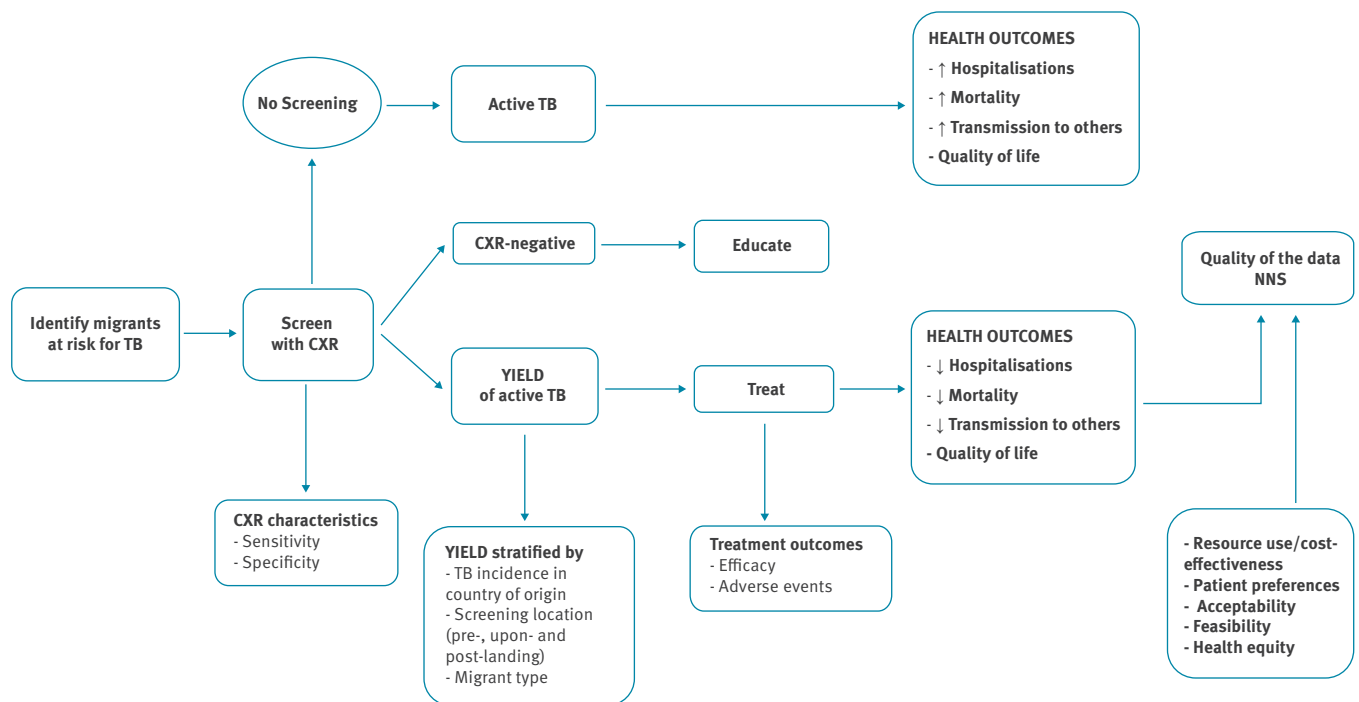 HEALTH OUTCOMES
- ↑ Hospitalisations
- ↑ Mortality
- ↑ Transmission to others
- Quality of life
No Screening
Active TB
CXR-negative
Educate
Quality of the data
NNS
Identify migrants
at risk for TB
Screen
with CXR
YIELD
of active TB
Treat
HEALTH OUTCOMES
- ↓ Hospitalisations
- ↓ Mortality
- ↓ Transmission to others
- Quality of life
CXR characteristics
- Sensitivity
- Specificity
YIELD stratified by
- TB incidence in
country of origin
- Screening location
(pre-, upon- and
post-landing)
- Migrant type
Treatment outcomes
- Efficacy
- Adverse events
- Resource use/cost-
effectiveness
- Patient preferences
- Acceptability
- Feasibility
- Health equity